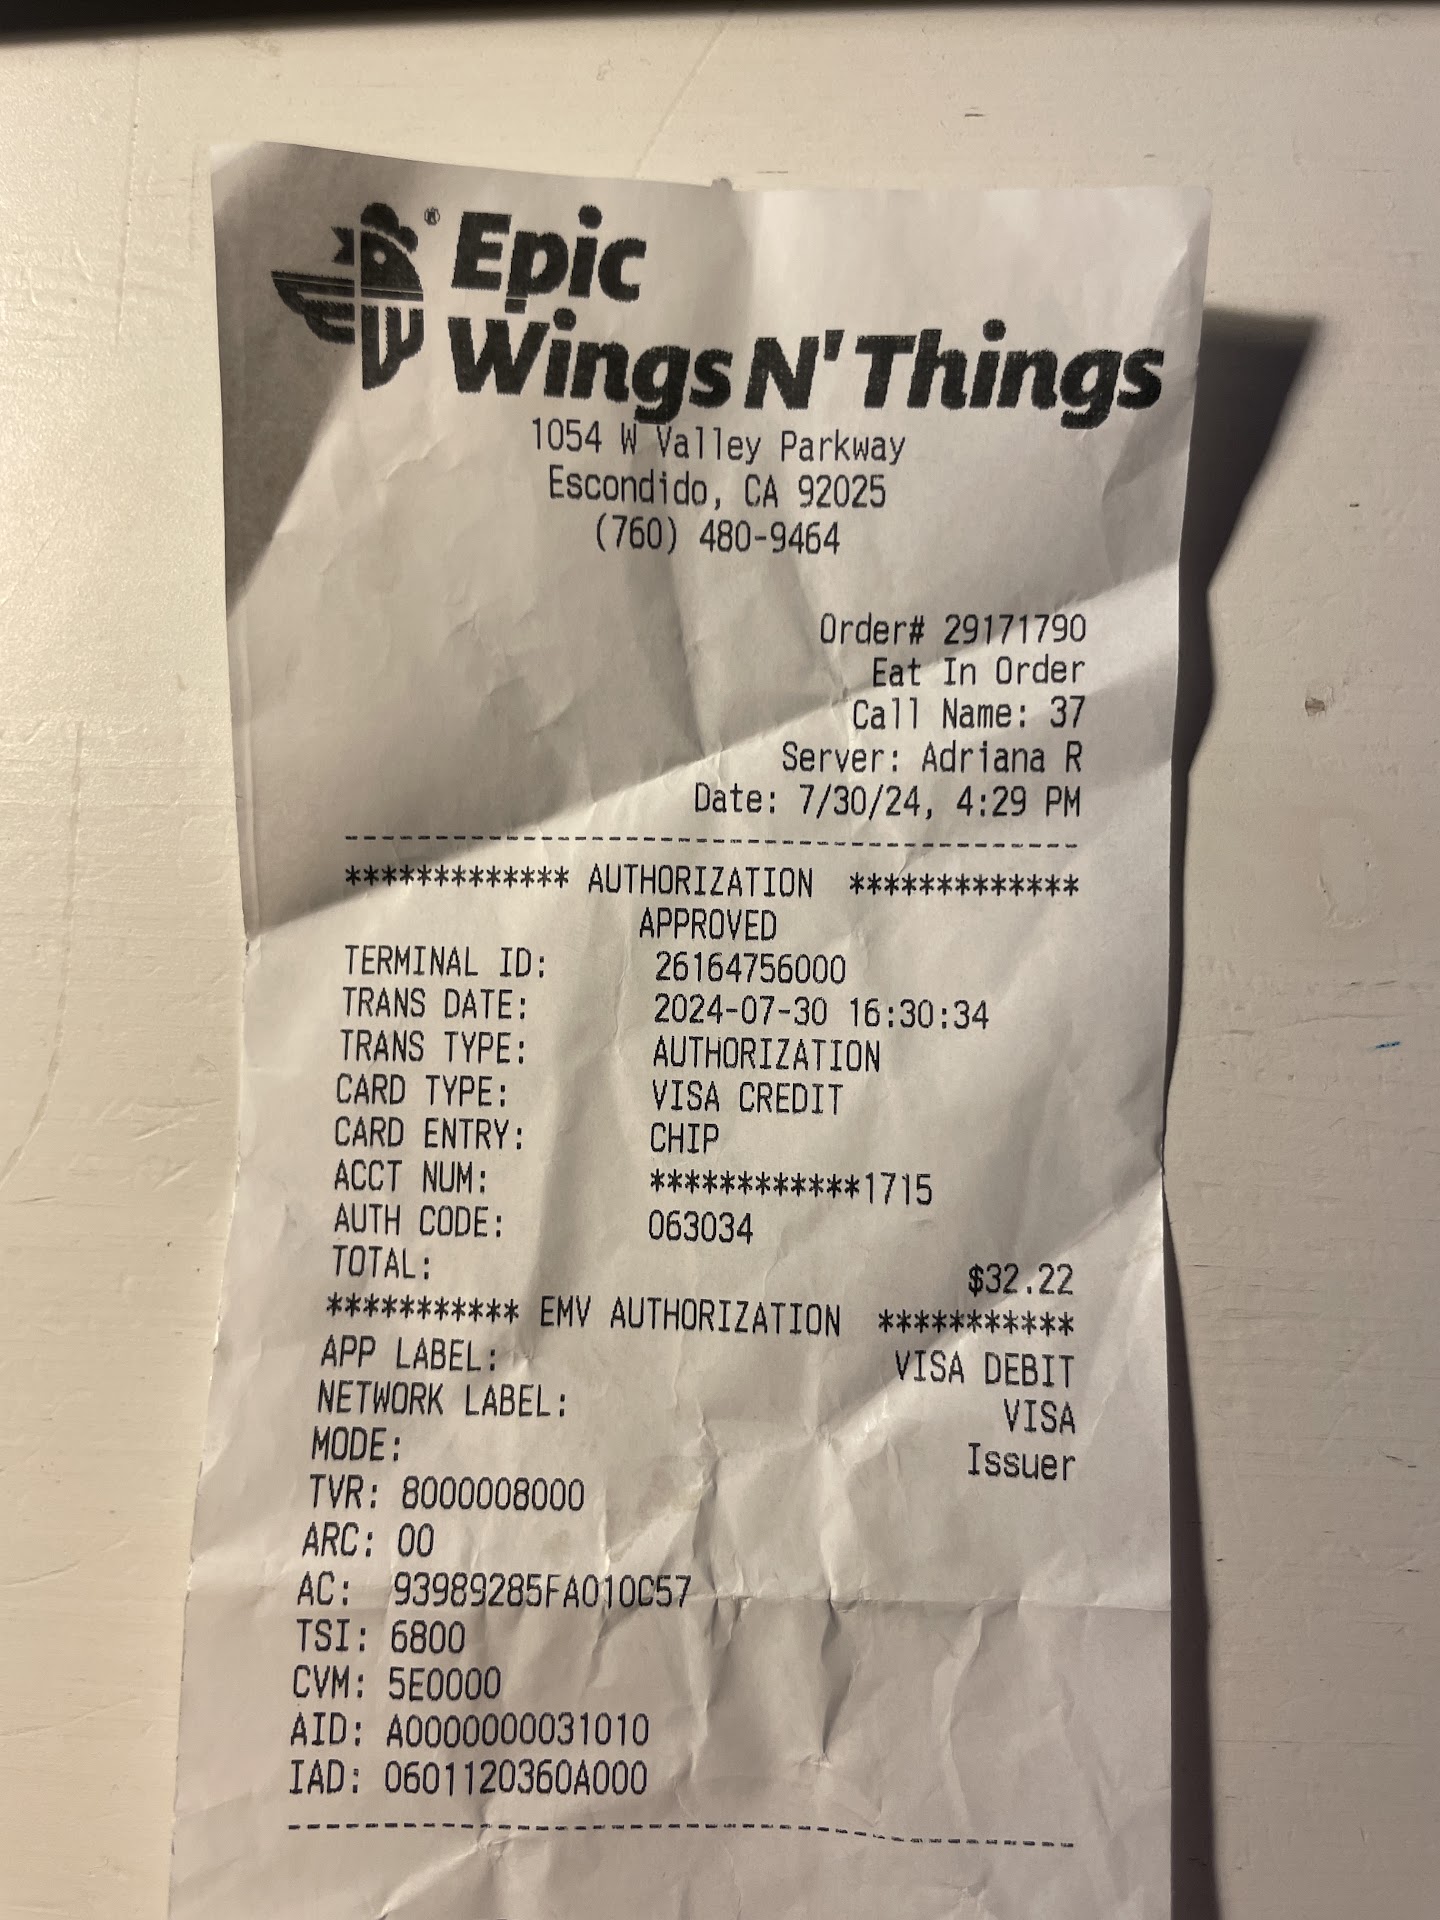 ® Epic
Wings N' Things
1054 W Valley Parkway
Escondido, CA 92025
(760) 480-9464
Order# 29171790
Eat In Order
Call Name: 37
Server: Adriana R
Date: 7/30/24, 4:29 PM
-----------------------------------------
************* AUTHORIZATION *************
APPROVED
TERMINAL ID: 26164756000
TRANS DATE: 2024-07-30 16:30:34
TRANS TYPE: AUTHORIZATION
CARD TYPE: VISA CREDIT
CARD ENTRY: CHIP
ACCT NUM: ************1715
AUTH CODE: 063034
TOTAL: $32.22
*********** EMV AUTHORIZATION ***********
APP LABEL: VISA DEBIT
NETWORK LABEL: VISA
MODE: Issuer
TVR: 8000008000
ARC: 00
AC: 93989285FA010C57
TSI: 6800
CVM: 5E0000
AID: A0000000031010
IAD: 0601120360A000
-----------------------------------------